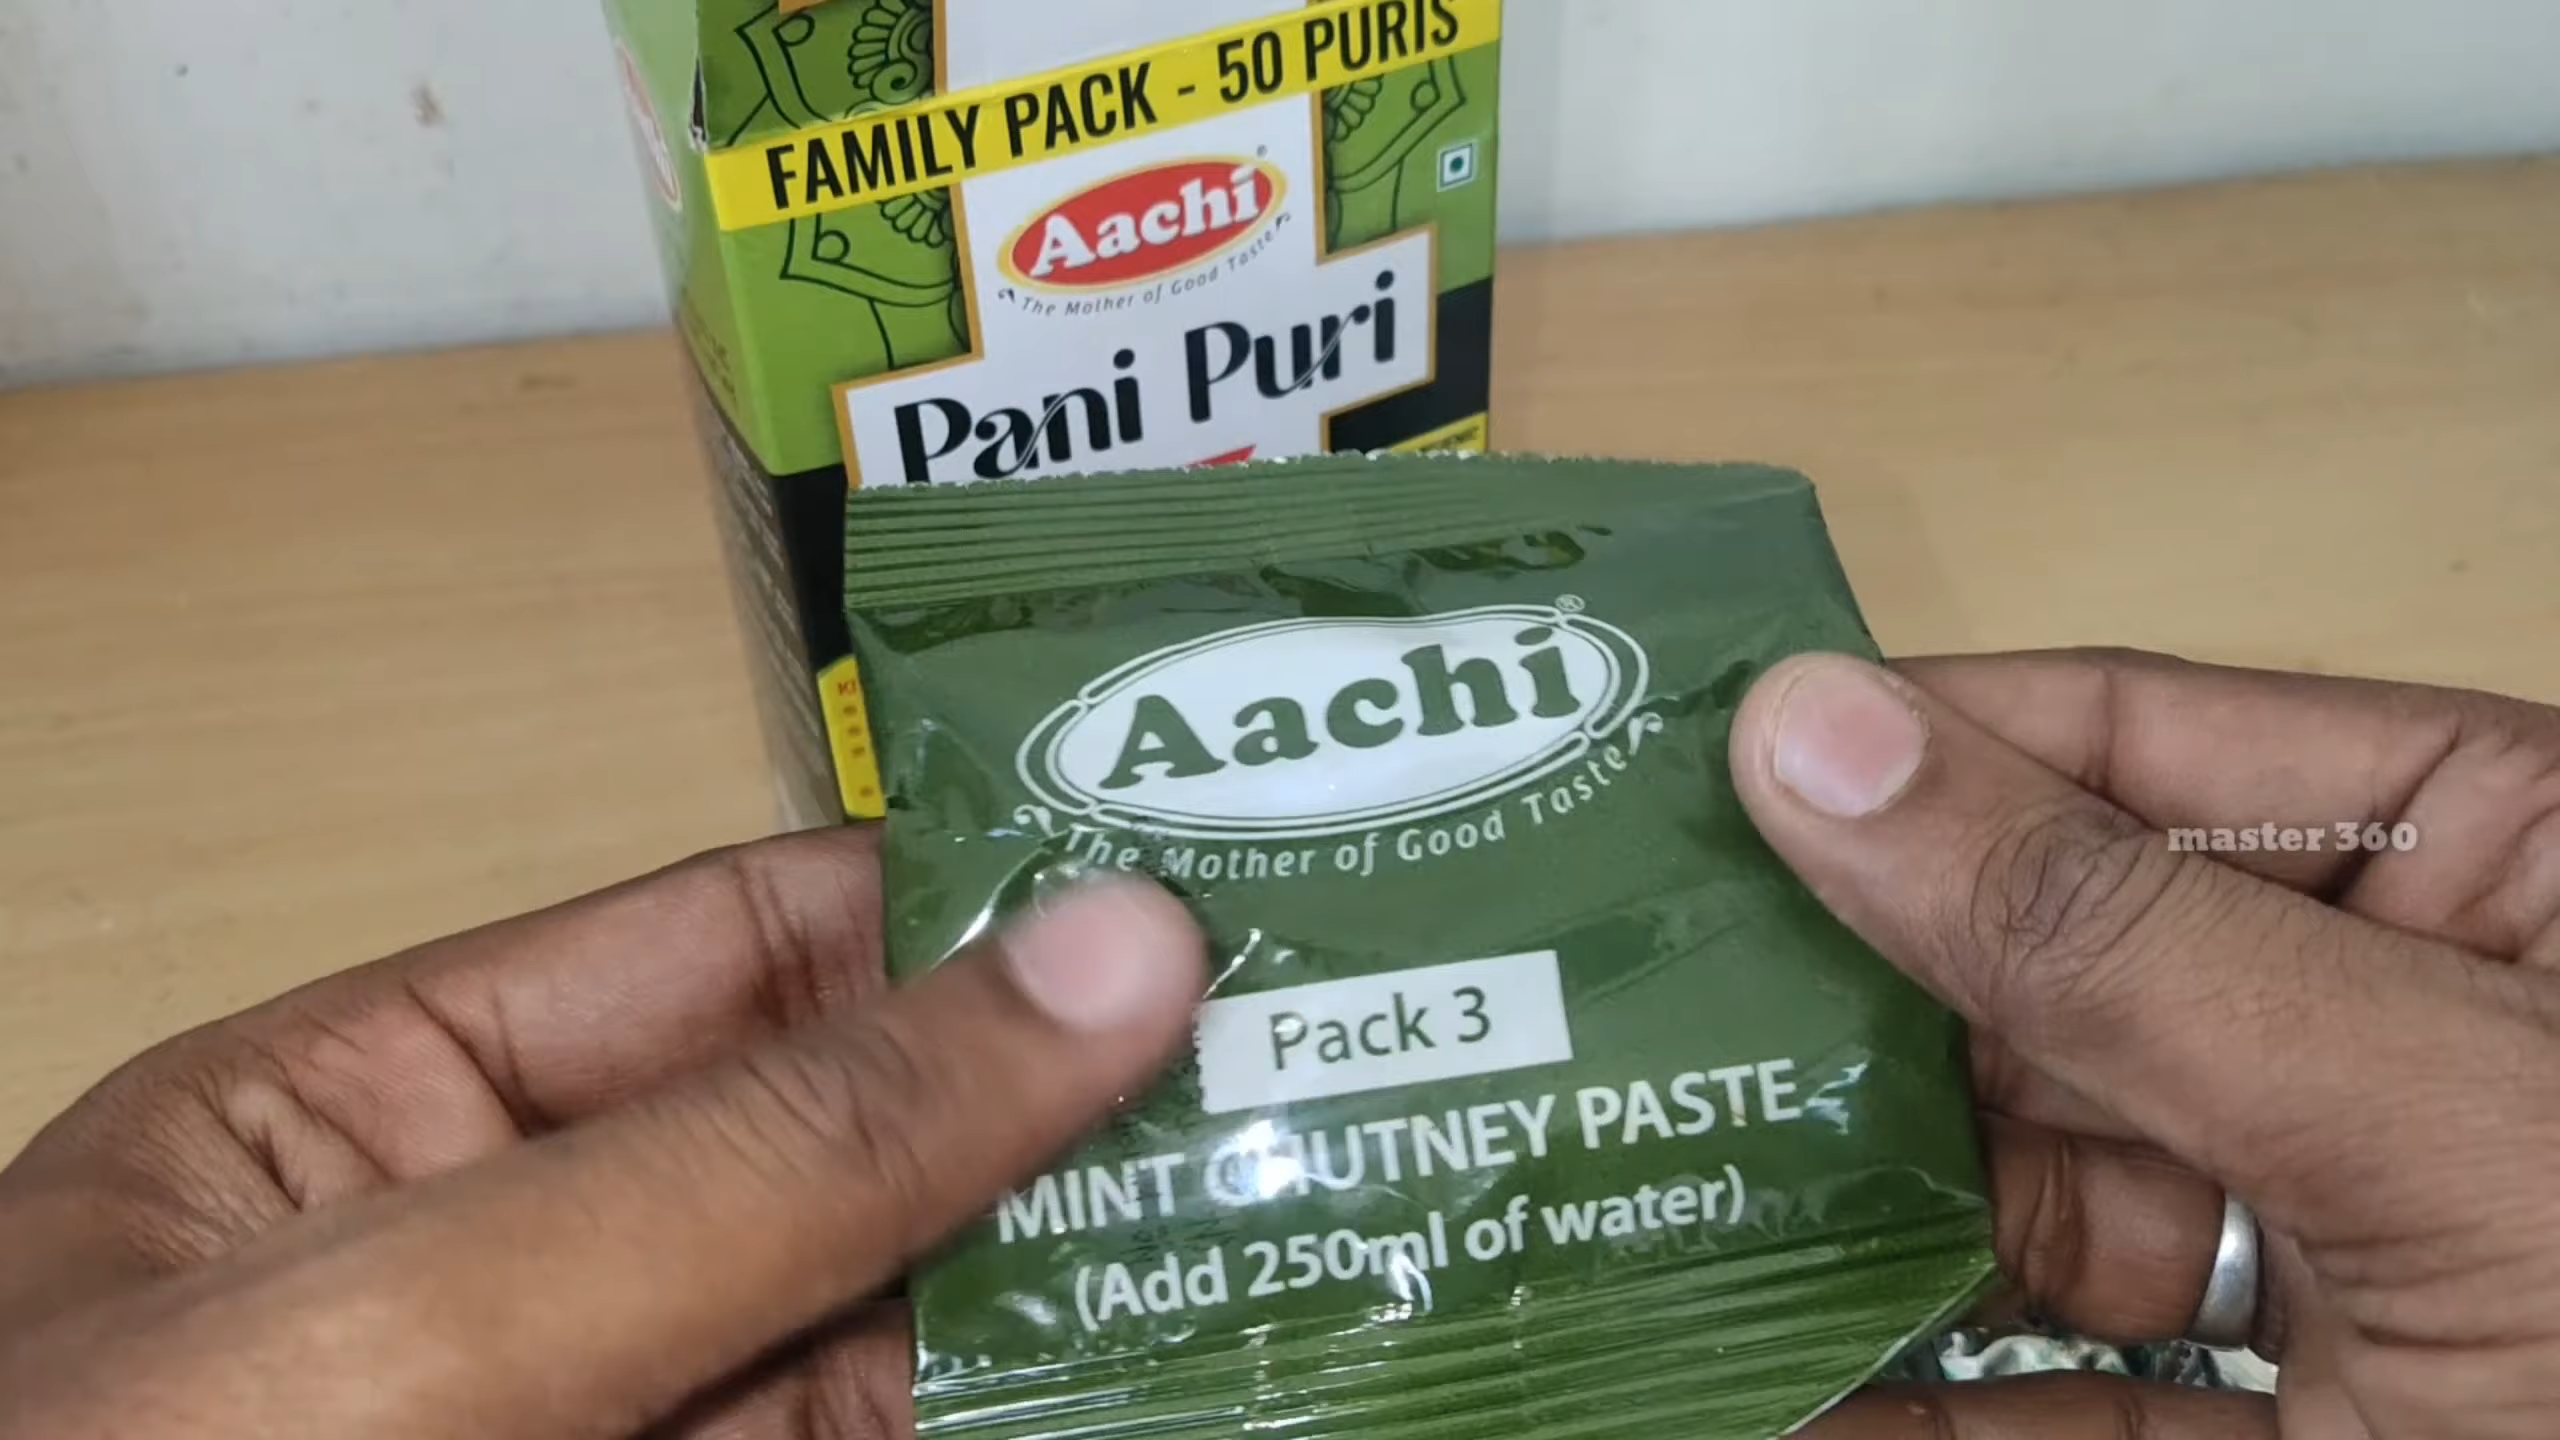 FAMILY PACK - 50 PURIS
Aachi®
The Mother of Good Taste
Pani Puri
Aachi®
The Mother of Good Taste
Pack 3
MINT CHUTNEY PASTE
(Add 250ml of water)
master 360